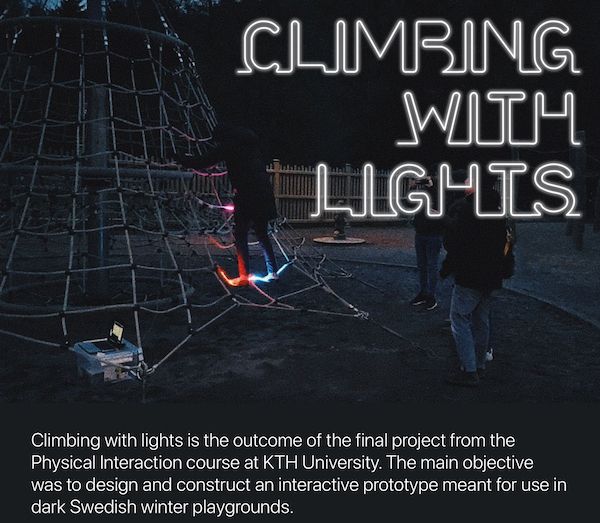 CLIMBING
WITH
LIGHTS
Climbing with lights is the outcome of the final project from the
Physical Interaction course at KTH University. The main objective
was to design and construct an interactive prototype meant for use in
dark Swedish winter playgrounds.